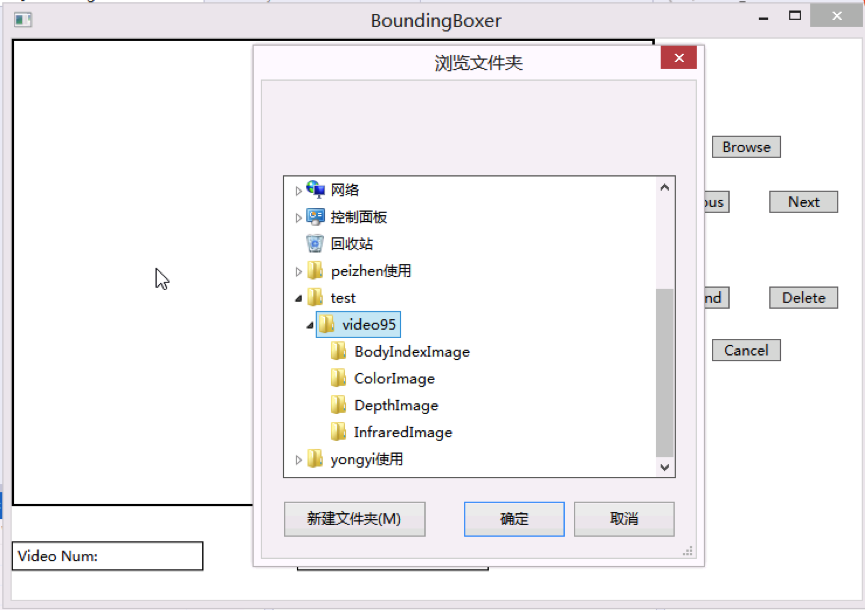 BoundingBoxer
浏览文件夹
网络
控制面板
回收站
peizhen使用
test
video95
BodyIndexImage
ColorImage
DepthImage
InfraredImage
yongyi使用
新建文件夹(M)
确定
取消
Browse
ous
Next
nd
Delete
Cancel
Video Num: